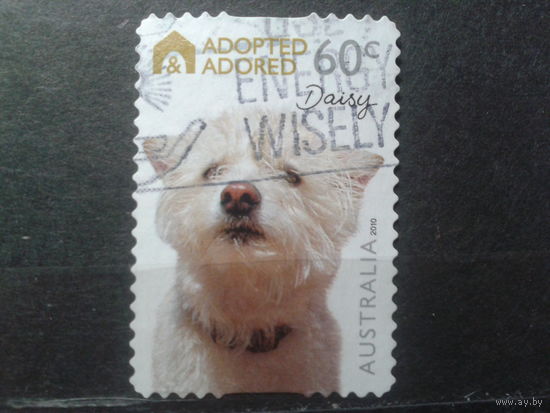 ADOPTED
& ADORED
60c
Daisy
ENERGY
WISELY
AUSTRALIA 2010
www.ay.by